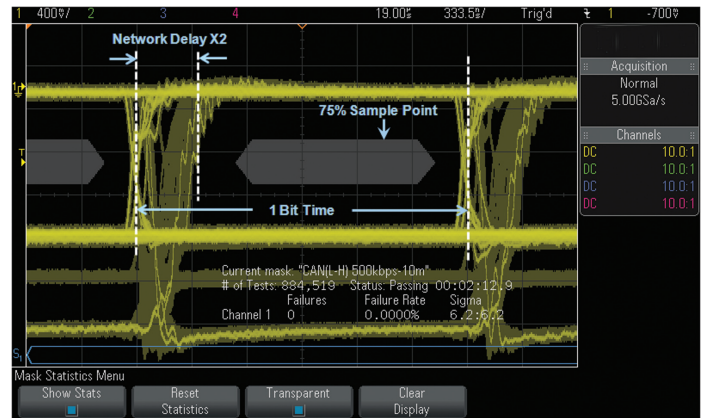 1 400♈/ 2 3 4 19.00s 333.5s/ Trig'd 1 -700♈
Network Delay X2
Acquisition
Normal
5.00GSa/s
Channels
DC 10.0:1
DC 10.0:1
DC 10.0:1
DC 10.0:1
75% Sample Point
T
1 Bit Time
Current mask: "CAN(L-H) 500kbps-10m"
# of Tests: 884,519 Status: Passing 00:02:12.9
Failures Failure Rate Sigma
Channel 1 0 0.0000% 6.2:6.2
S1
Mask Statistics Menu
Show Stats Reset Statistics Transparent Clear Display